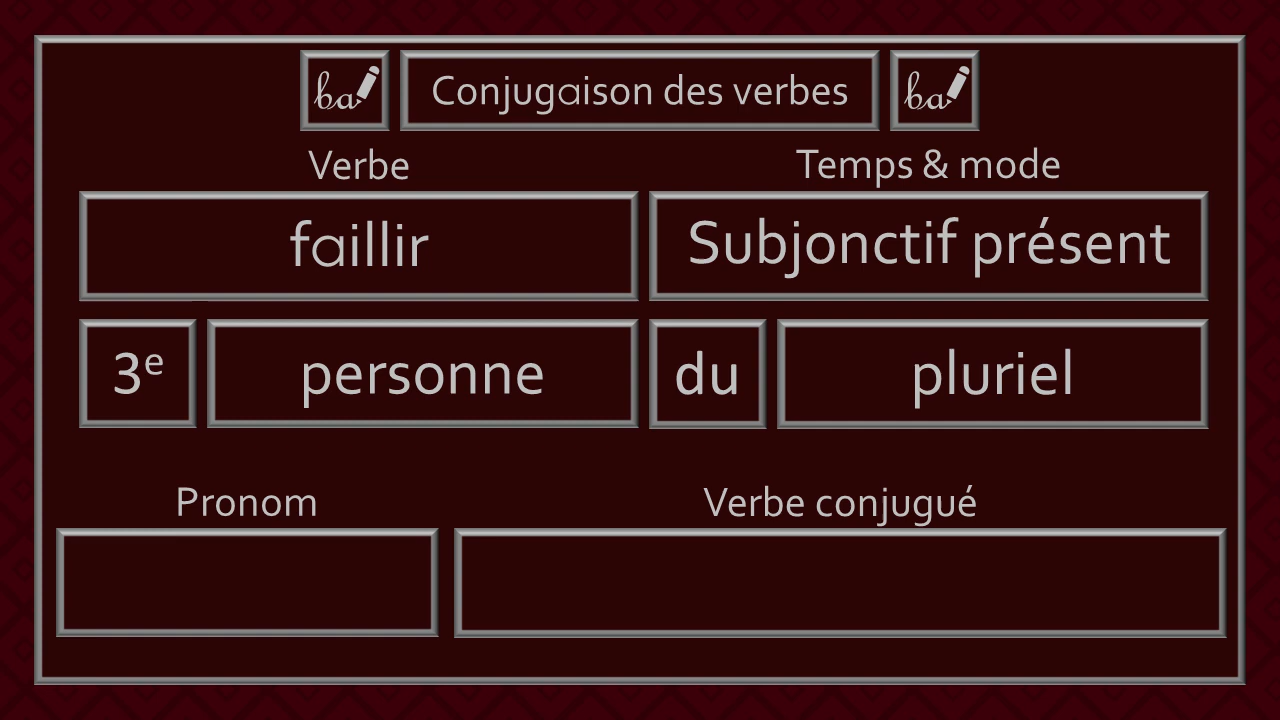 ba Conjugaison des verbes ba
Verbe Temps & mode
faillir Subjonctif présent
3e personne du pluriel
Pronom Verbe conjugué